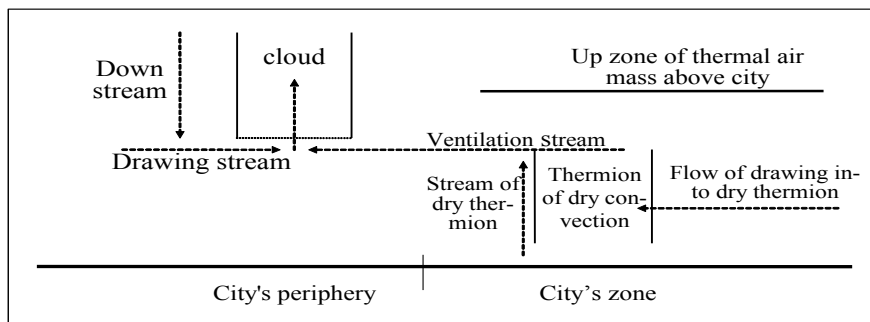 cloud
Up zone of thermal air
mass above city
Down
stream
Ventilation Stream
Drawing stream
Stream of
dry ther-
mion
Thermion
of dry con-
vection
Flow of drawing in-
to dry thermion
City's periphery
City’s zone